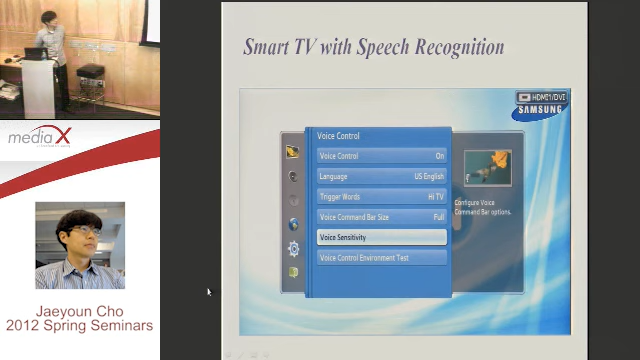 Smart TV with Speech Recognition
HDMI1/DVI
SAMSUNG
Voice Control
Voice Control On
Language US English
Trigger Words Hi TV
Voice Command Bar Size Full
Voice Sensitivity
Voice Control Environment Test
Configure Voice
Command Bar options.
media X
Jaeyoun Cho
2012 Spring Seminars